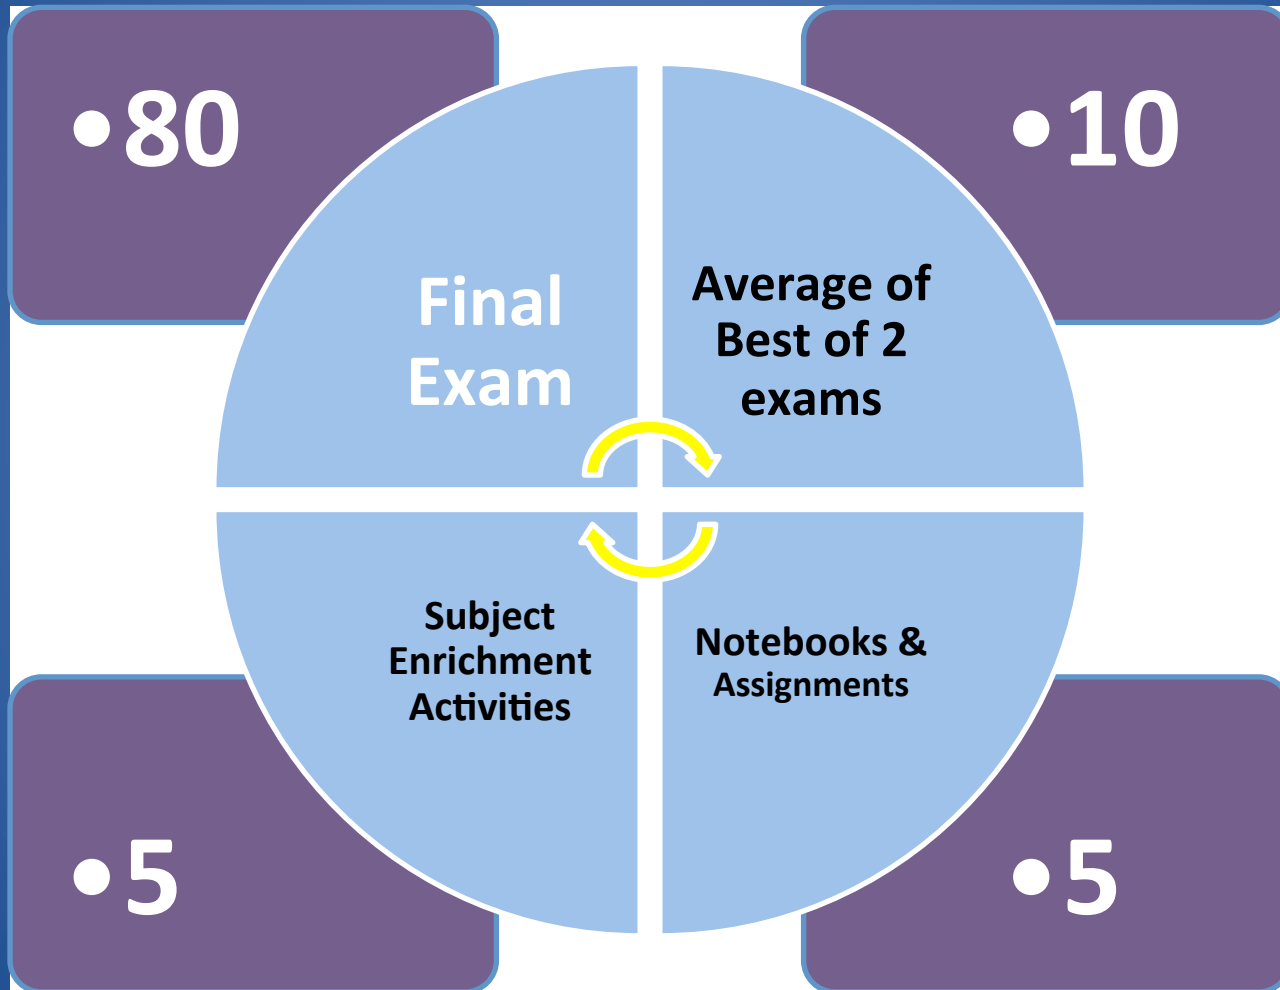 •80
•10
Final
Exam
Average of
Best of 2
exams
Subject
Enrichment
Activities
Notebooks &
Assignments
•5
•5